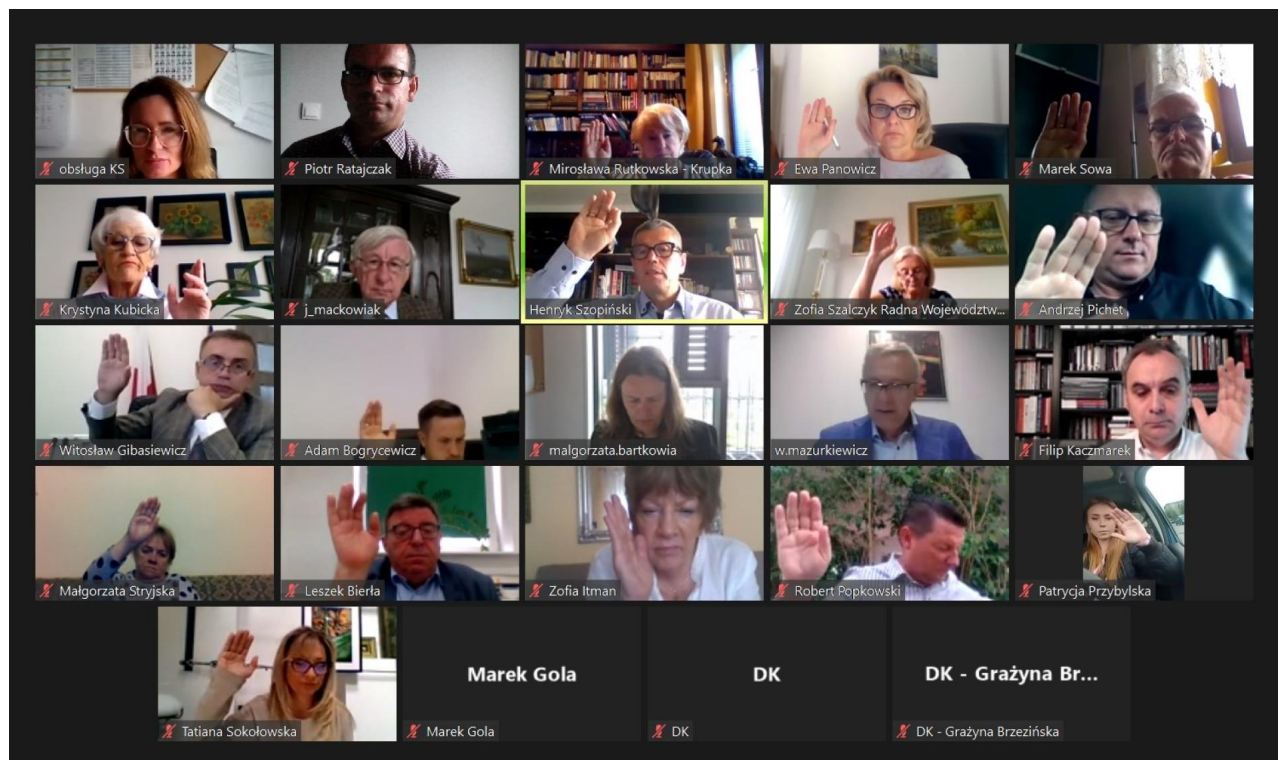 obsługa KS
Piotr Ratajczak
Mirosława Rutkowska - Krupka
Ewa Panowicz
Marek Sowa
Krystyna Kubicka
j_mackowiak
Henryk Szopiński
Zofia Szalczyk Radna Województw...
Andrzej Pichet
Witosław Gibasiewicz
Adam Bogrycewicz
malgorzata.bartkowia
w.mazurkiewicz
Filip Kaczmarek
Małgorzata Stryjska
Leszek Bierła
Zofia Itman
Robert Popkowski
Patrycja Przybylska
Tatiana Sokołowska
Marek Gola
Marek Gola
DK
DK
DK - Grażyna Br...
DK - Grażyna Brzezińska